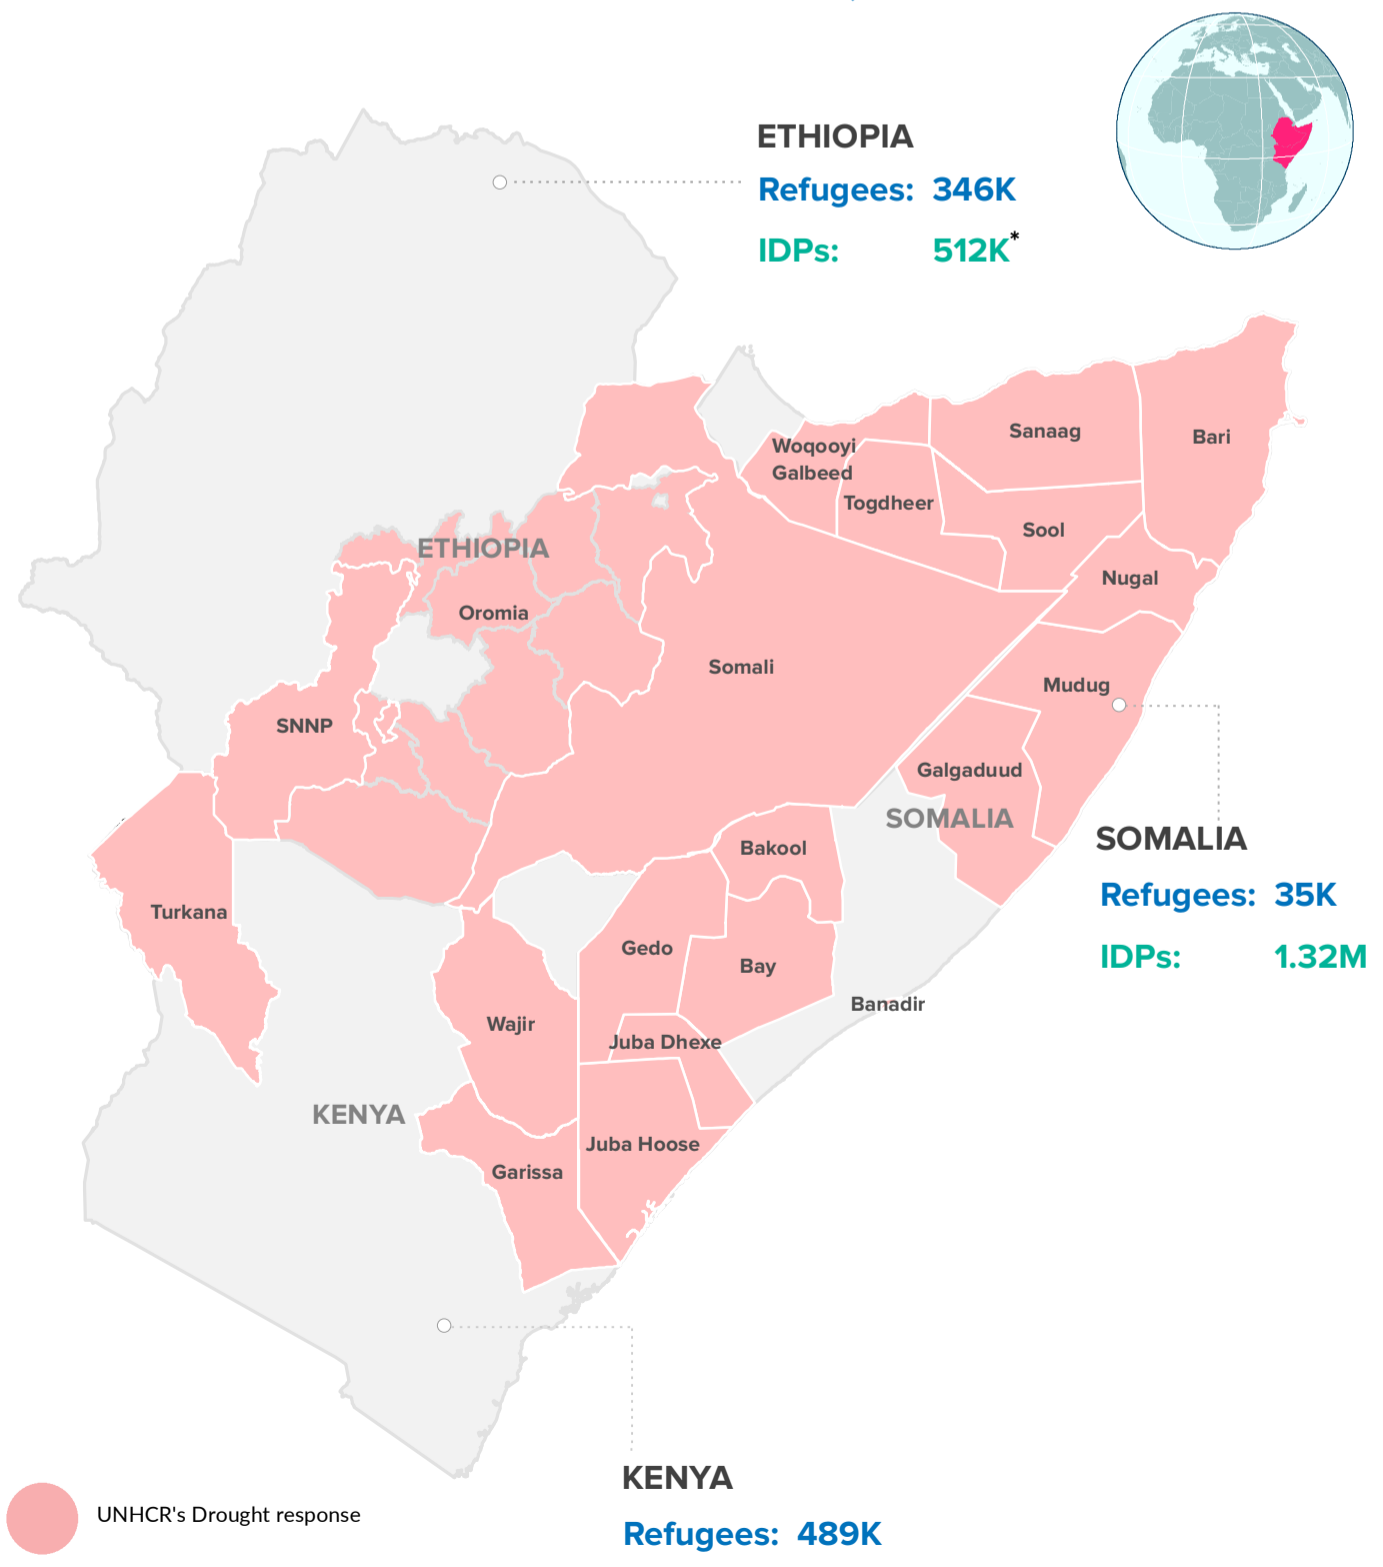 ETHIOPIA
Refugees: 346K
IDPs: 512K*
Sanaag
Bari
Woqooyi
Galbeed
Togdheer
Sool
ETHIOPIA
Nugal
Oromia
Somali
Mudug
SNNP
Galgaduud
SOMALIA
SOMALIA
Refugees: 35K
IDPs: 1.32M
Bakool
Turkana
Gedo
Bay
Banadir
Wajir
Juba Dhexe
KENYA
Juba Hoose
Garissa
KENYA
Refugees: 489K
UNHCR's Drought response